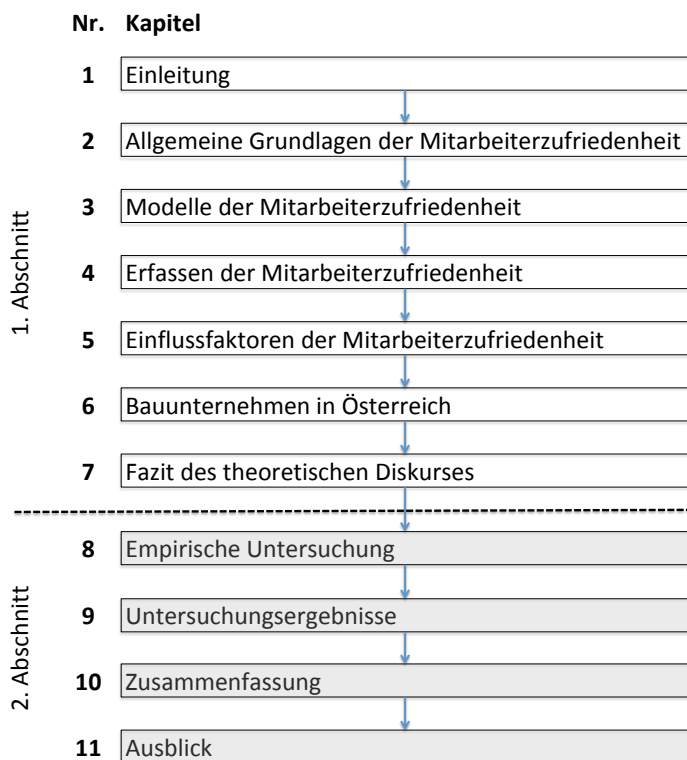 Nr. Kapitel
1. Abschnitt
1 Einleitung
2 Allgemeine Grundlagen der Mitarbeiterzufriedenheit
3 Modelle der Mitarbeiterzufriedenheit
4 Erfassen der Mitarbeiterzufriedenheit
5 Einflussfaktoren der Mitarbeiterzufriedenheit
6 Bauunternehmen in Österreich
7 Fazit des theoretischen Diskurses
2. Abschnitt
8 Empirische Untersuchung
9 Untersuchungsergebnisse
10 Zusammenfassung
11 Ausblick